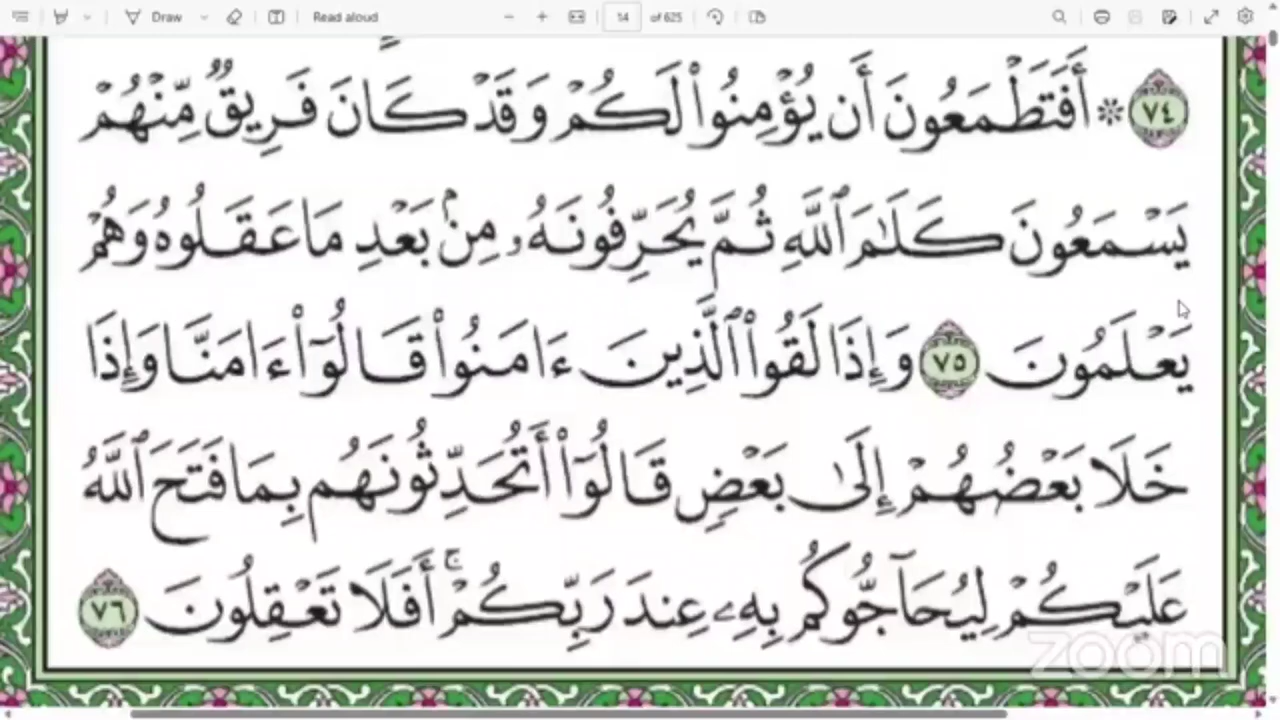 Draw
Read aloud
14 of 625
٧٤ ۞ أَفَتَطْمَعُونَ أَن يُؤْمِنُوا۟ لَكُمْ وَقَدْ كَانَ فَرِيقٌ مِّنْهُمْ
يَسْمَعُونَ كَلَـٰمَ ٱللَّهِ ثُمَّ يُحَرِّفُونَهُۥ مِنۢ بَعْدِ مَا عَقَلُوهُ وَهُمْ
يَعْلَمُونَ ٧٥ وَإِذَا لَقُوا۟ ٱلَّذِينَ ءَامَنُوا۟ قَالُوٓا۟ ءَامَنَّا وَإِذَا
خَلَا بَعْضُهُمْ إِلَىٰ بَعْضٍ قَالُوٓا۟ أَتُحَدِّثُونَهُم بِمَا فَتَحَ ٱللَّهُ
عَلَيْكُمْ لِيُحَآجُّوكُم بِهِۦ عِندَ رَبِّكُمْ ۚ أَفَلَا تَعْقِلُونَ ٧٦
zoom